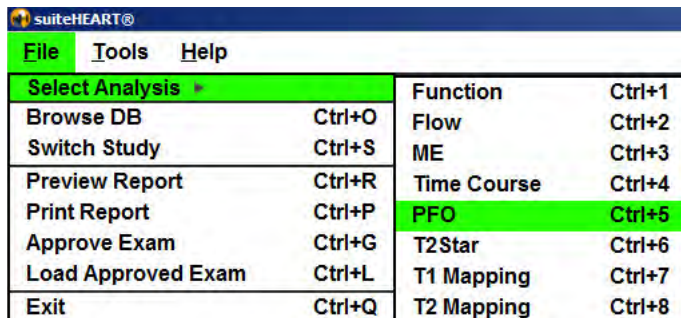 suiteHEART®
File Tools Help
Select Analysis
Browse DB Ctrl+O
Switch Study Ctrl+S
Preview Report Ctrl+R
Print Report Ctrl+P
Approve Exam Ctrl+G
Load Approved Exam Ctrl+L
Exit Ctrl+Q
Function Ctrl+1
Flow Ctrl+2
ME Ctrl+3
Time Course Ctrl+4
PFO Ctrl+5
T2Star Ctrl+6
T1 Mapping Ctrl+7
T2 Mapping Ctrl+8